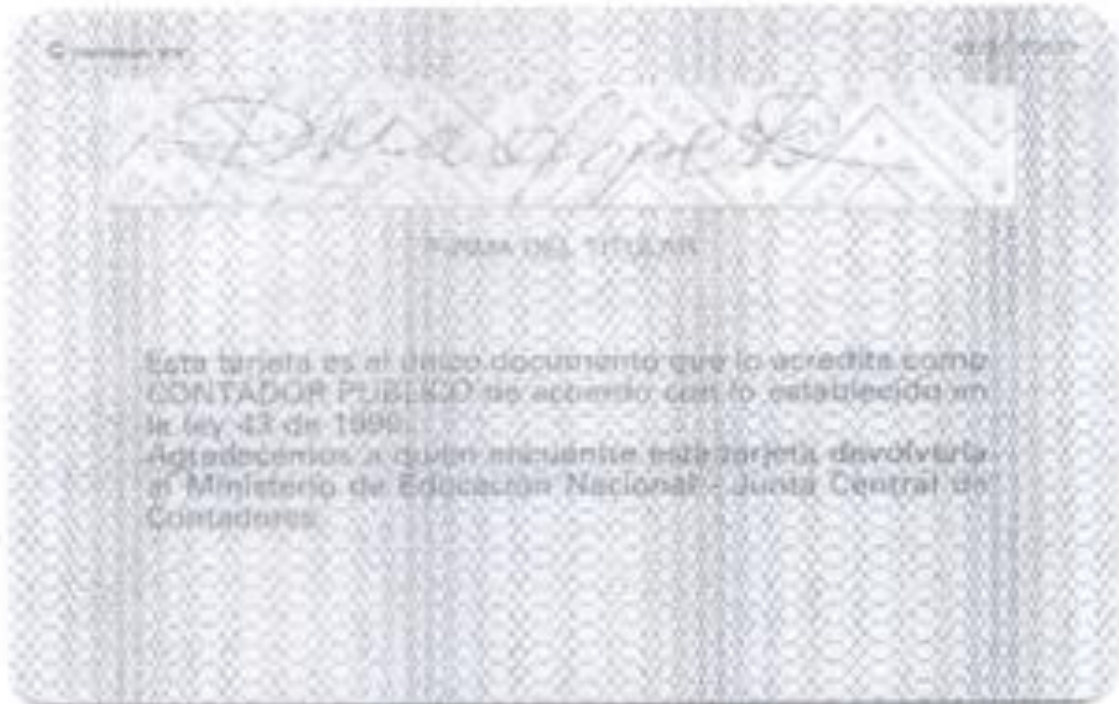 FIRMA DEL TITULAR
Esta tarjeta es el único documento que lo acredita como
CONTADOR PUBLICO de acuerdo con lo establecido en
la ley 43 de 1990.
Agradecemos a quien encuentre esta tarjeta devolverla
al Ministerio de Educación Nacional - Junta Central de
Contadores.